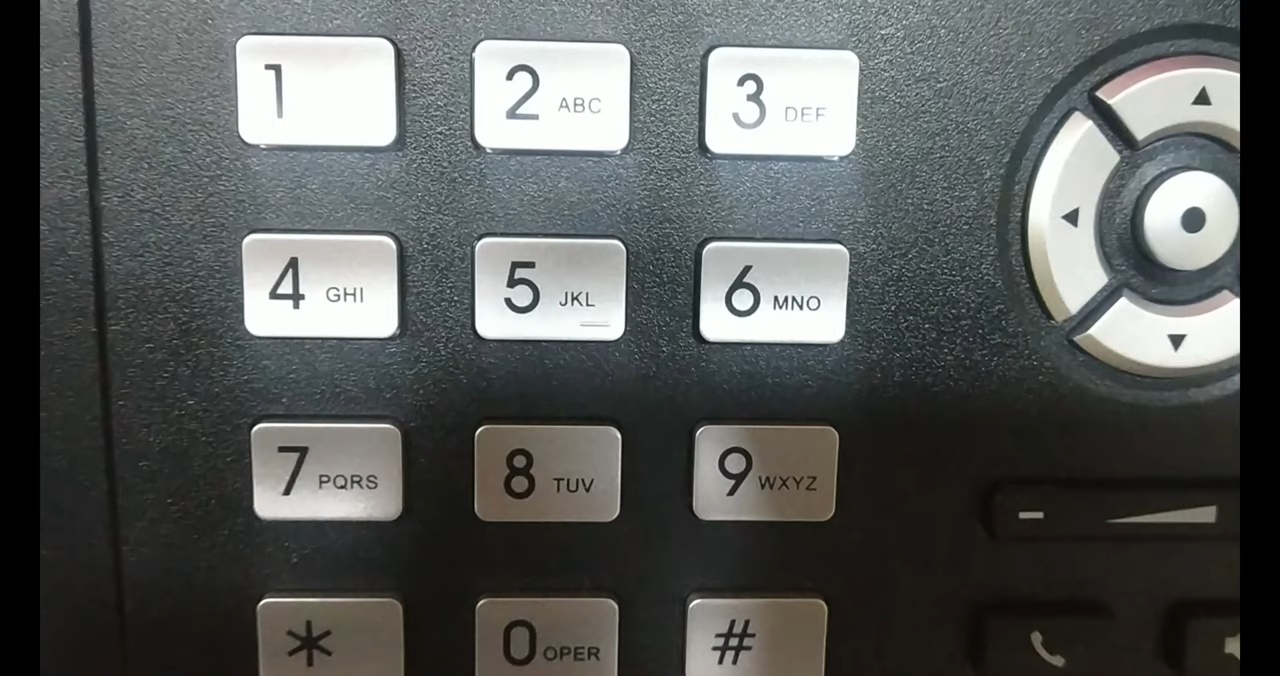 1 2 ABC 3 DEF
4 GHI 5 JKL 6 MNO
7 PQRS 8 TUV 9 WXYZ
* 0 OPER #